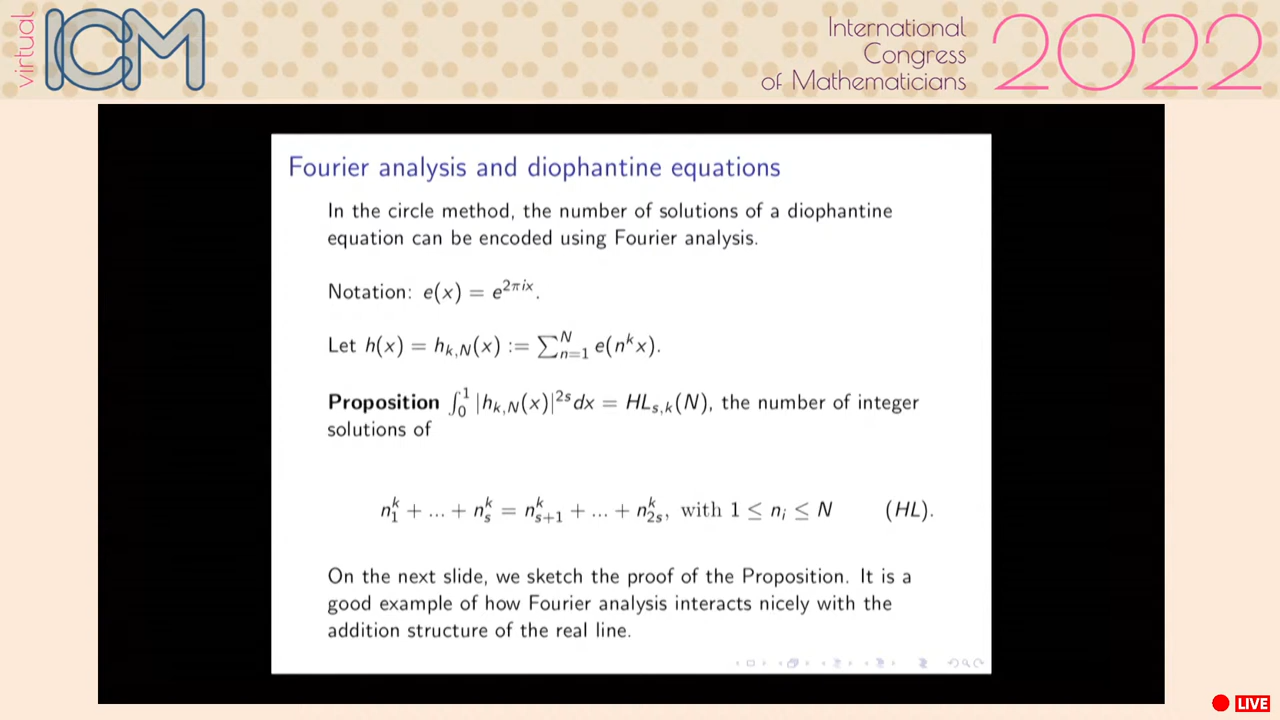 virtual
ICM
International
Congress
of Mathematicians
2022
Fourier analysis and diophantine equations
In the circle method, the number of solutions of a diophantine
equation can be encoded using Fourier analysis.
Notation: e(x) = e^{2πix}.
Let h(x) = h_{k,N}(x) := ∑_{n=1}^{N} e(n^k x).
Proposition ∫_0^1 |h_{k,N}(x)|^{2s} dx = HL_{s,k}(N), the number of integer
solutions of
n_1^k + ... + n_s^k = n_{s+1}^k + ... + n_{2s}^k, with 1 ≤ n_i ≤ N (HL).
On the next slide, we sketch the proof of the Proposition. It is a
good example of how Fourier analysis interacts nicely with the
addition structure of the real line.
LIVE